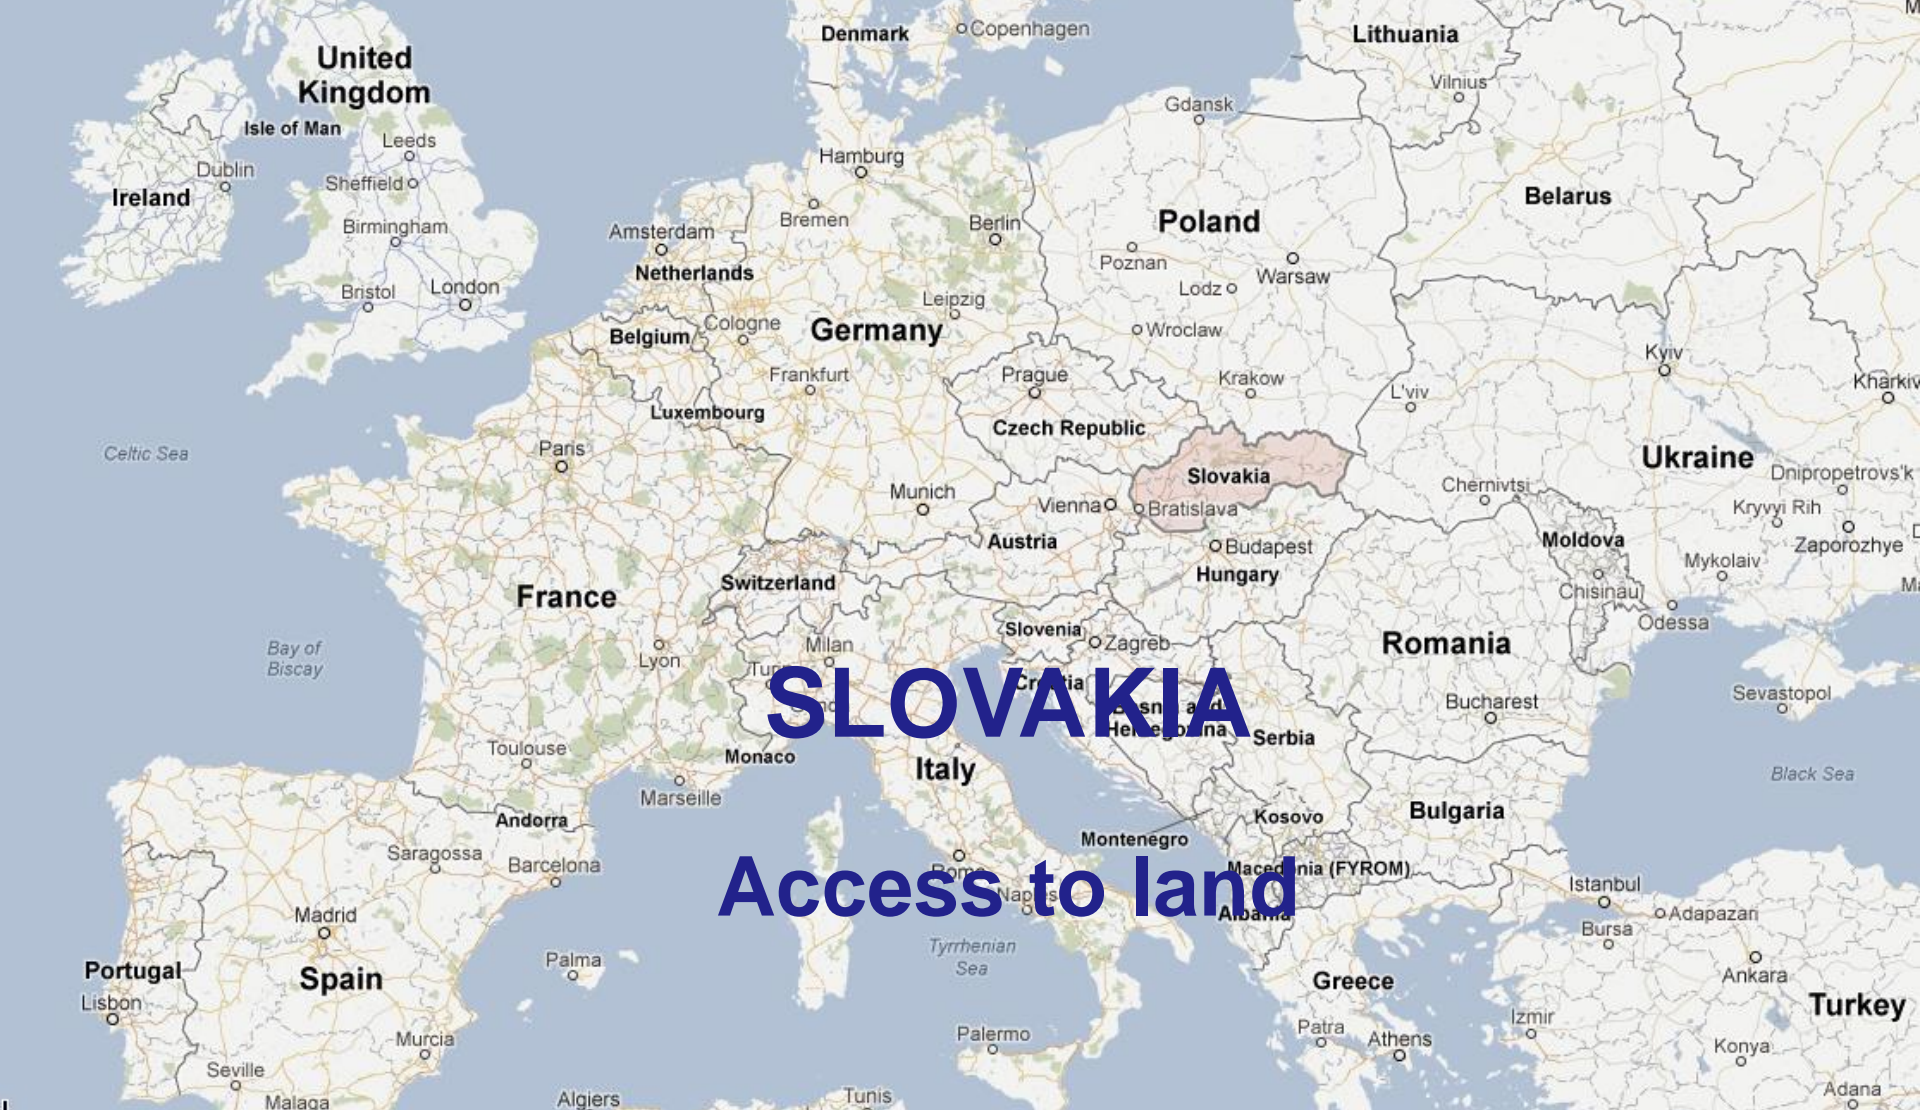 Denmark
Copenhagen
Lithuania
United
Kingdom
Vilnius
Gdansk
Isle of Man
Leeds
Hamburg
Dublin
Sheffield
Ireland
Belarus
Bremen
Birmingham
Berlin
Poland
Amsterdam
Poznan
Netherlands
Warsaw
Bristol
London
Lodz
Leipzig
Cologne
Germany
Wroclaw
Belgium
Kyiv
Frankfurt
Prague
Krakow
Kharkiv
L'viv
Luxembourg
Czech Republic
Celtic Sea
Paris
Ukraine
Slovakia
Dnipropetrovs'k
Munich
Chernivtsi
Vienna
Bratislava
Kryvyi Rih
Austria
Budapest
Moldova
Zaporozhye
Mykolaiv
Hungary
Switzerland
Chisinau
France
Odessa
Slovenia
Zagreb
Romania
Milan
Bay of
Biscay
Lyon
Sevastopol
Bucharest
SLOVAKIA
Serbia
Toulouse
Monaco
Italy
Black Sea
Marseille
Andorra
Kosovo
Bulgaria
Montenegro
Saragossa
Barcelona
Macedonia (FYROM)
Istanbul
Access to land
Madrid
Adapazari
Albania
Bursa
Tyrrhenian
Sea
Palma
Portugal
Spain
Ankara
Greece
Lisbon
Turkey
Izmir
Patra
Athens
Palermo
Murcia
Konya
Seville
Adana
Algiers
Tunis
Malaga